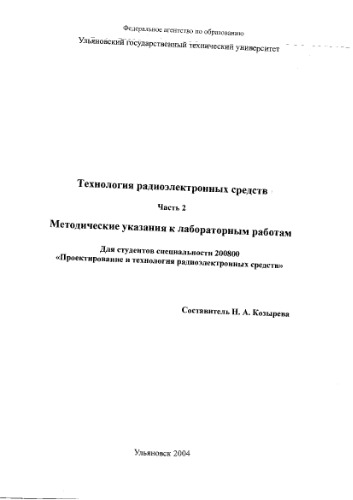 Федеральное агентство по образованию
Ульяновский государственный технический университет
Технология радиоэлектронных средств
Часть 2
Методические указания к лабораторным работам
Для студентов специальности 200800
«Проектирование и технология радиоэлектронных средств»
Составитель Н. А. Козырева
Ульяновск 2004